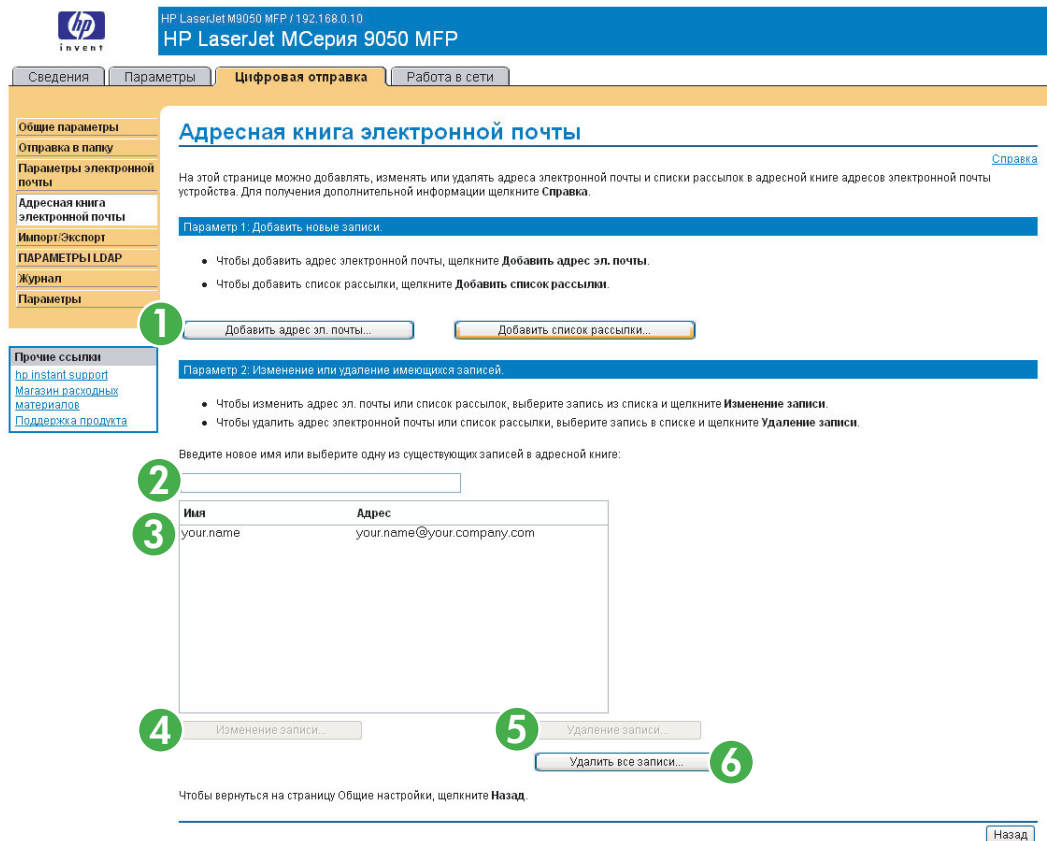 hp
invent
HP LaserJet M9050 MFP / 192.168.0.10
HP LaserJet MСерия 9050 MFP
Сведения
Параметры
Цифровая отправка
Работа в сети
Общие параметры
Отправка в папку
Параметры электронной
почты
Адресная книга
электронной почты
Импорт/Экспорт
ПАРАМЕТРЫ LDAP
Журнал
Параметры
Прочие ссылки
hp instant support
Магазин расходных
материалов
Поддержка продукта
Адресная книга электронной почты
Справка
На этой странице можно добавлять, изменять или удалять адреса электронной почты и списки рассылок в адресной книге адресов электронной почты
устройства. Для получения дополнительной информации щелкните Справка.
Параметр 1: Добавить новые записи.
• Чтобы добавить адрес электронной почты, щелкните Добавить адрес эл. почты.
• Чтобы добавить список рассылки, щелкните Добавить список рассылки.
1
Добавить адрес эл. почты...
Добавить список рассылки...
Параметр 2: Изменение или удаление имеющихся записей.
• Чтобы изменить адрес эл. почты или список рассылок, выберите запись из списка и щелкните Изменение записи.
• Чтобы удалить адрес электронной почты или список рассылки, выберите запись в списке и щелкните Удаление записи.
Введите новое имя или выберите одну из существующих записей в адресной книге:
2
Имя
Адрес
3
your.name
your.name@your.company.com
4
Изменение записи...
5
Удаление записи...
Удалить все записи...
6
Чтобы вернуться на страницу Общие настройки, щелкните Назад.
Назад